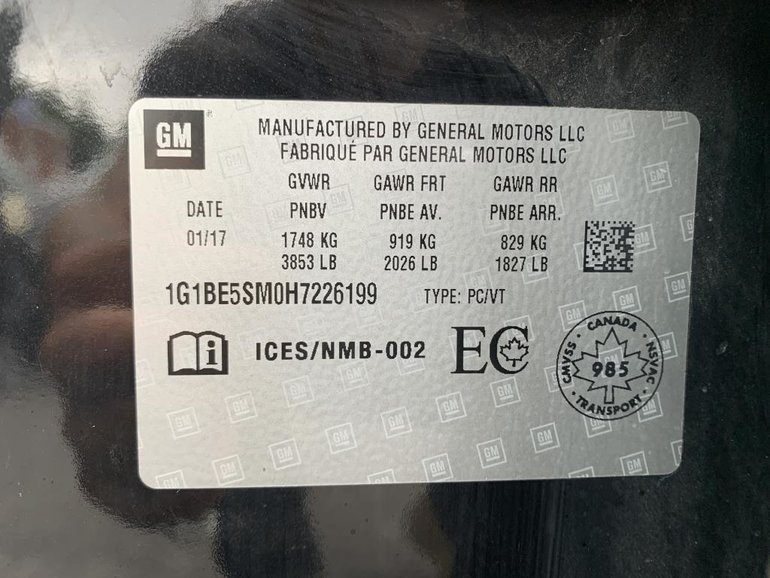 GM
MANUFACTURED BY GENERAL MOTORS LLC
FABRIQUÉ PAR GENERAL MOTORS LLC
GVWR GAWR FRT GAWR RR
DATE PNBV PNBE AV. PNBE ARR.
01/17 1748 KG 919 KG 829 KG
3853 LB 2026 LB 1827 LB
1G1BE5SM0H7226199 TYPE: PC/VT
i ICES/NMB-002 EC
CANADA
CMVSS 985 NSVAC
TRANSPORT